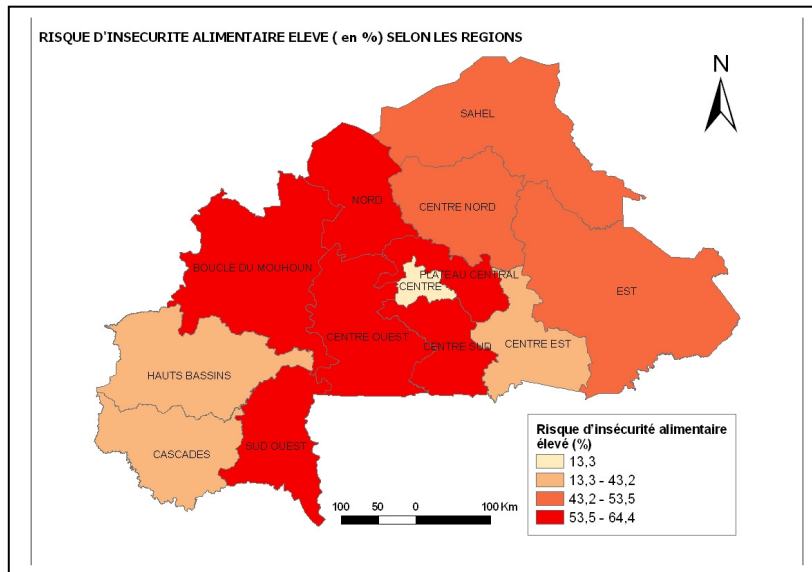 RISQUE D'INSECURITE ALIMENTAIRE ELEVE ( en %) SELON LES REGIONS
N
SAHEL
NORD
CENTRE NORD
BOUCLE DU MOUHOUN
PLATEAU CENTRAL
CENTRE
EST
CENTRE OUEST
CENTRE SUD
CENTRE EST
HAUTS BASSINS
SUD OUEST
CASCADES
Risque d'insécurité alimentaire
élevé (%)
13,3
13,3 - 43,2
43,2 - 53,5
53,5 - 64,4
100 50 0 100 Km